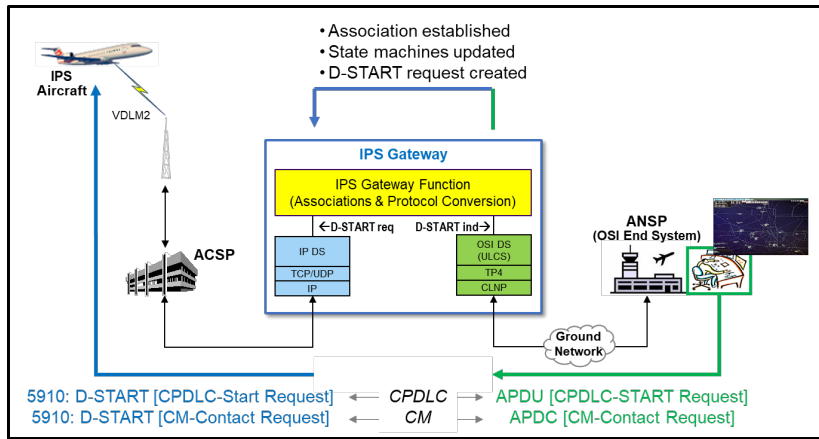 • Association established
• State machines updated
• D-START request created
IPS
Aircraft
VDLM2
IPS Gateway
IPS Gateway Function
(Associations & Protocol Conversion)
←D-START req
D-START ind→
ACSP
IP DS
TCP/UDP
IP
OSI DS
(ULCS)
TP4
CLNP
ANSP
(OSI End System)
Ground
Network
5910: D-START [CPDLC-Start Request] CPDLC APDU [CPDLC-START Request]
5910: D-START [CM-Contact Request] CM APDC [CM-Contact Request]